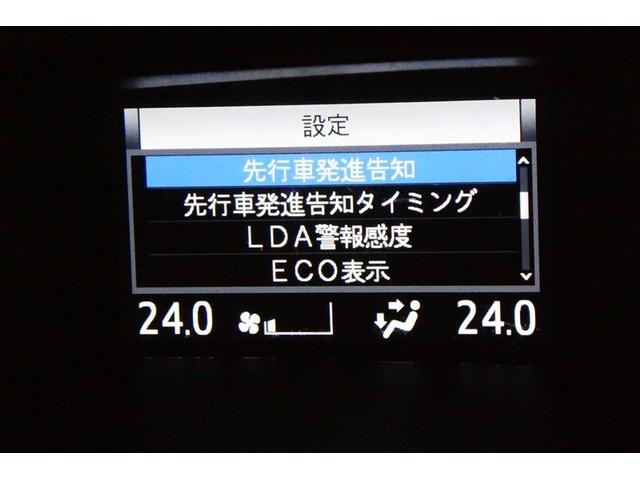 設定
先行車発進告知
先行車発進告知タイミング
LDA警報感度
ECO表示
24.0 24.0